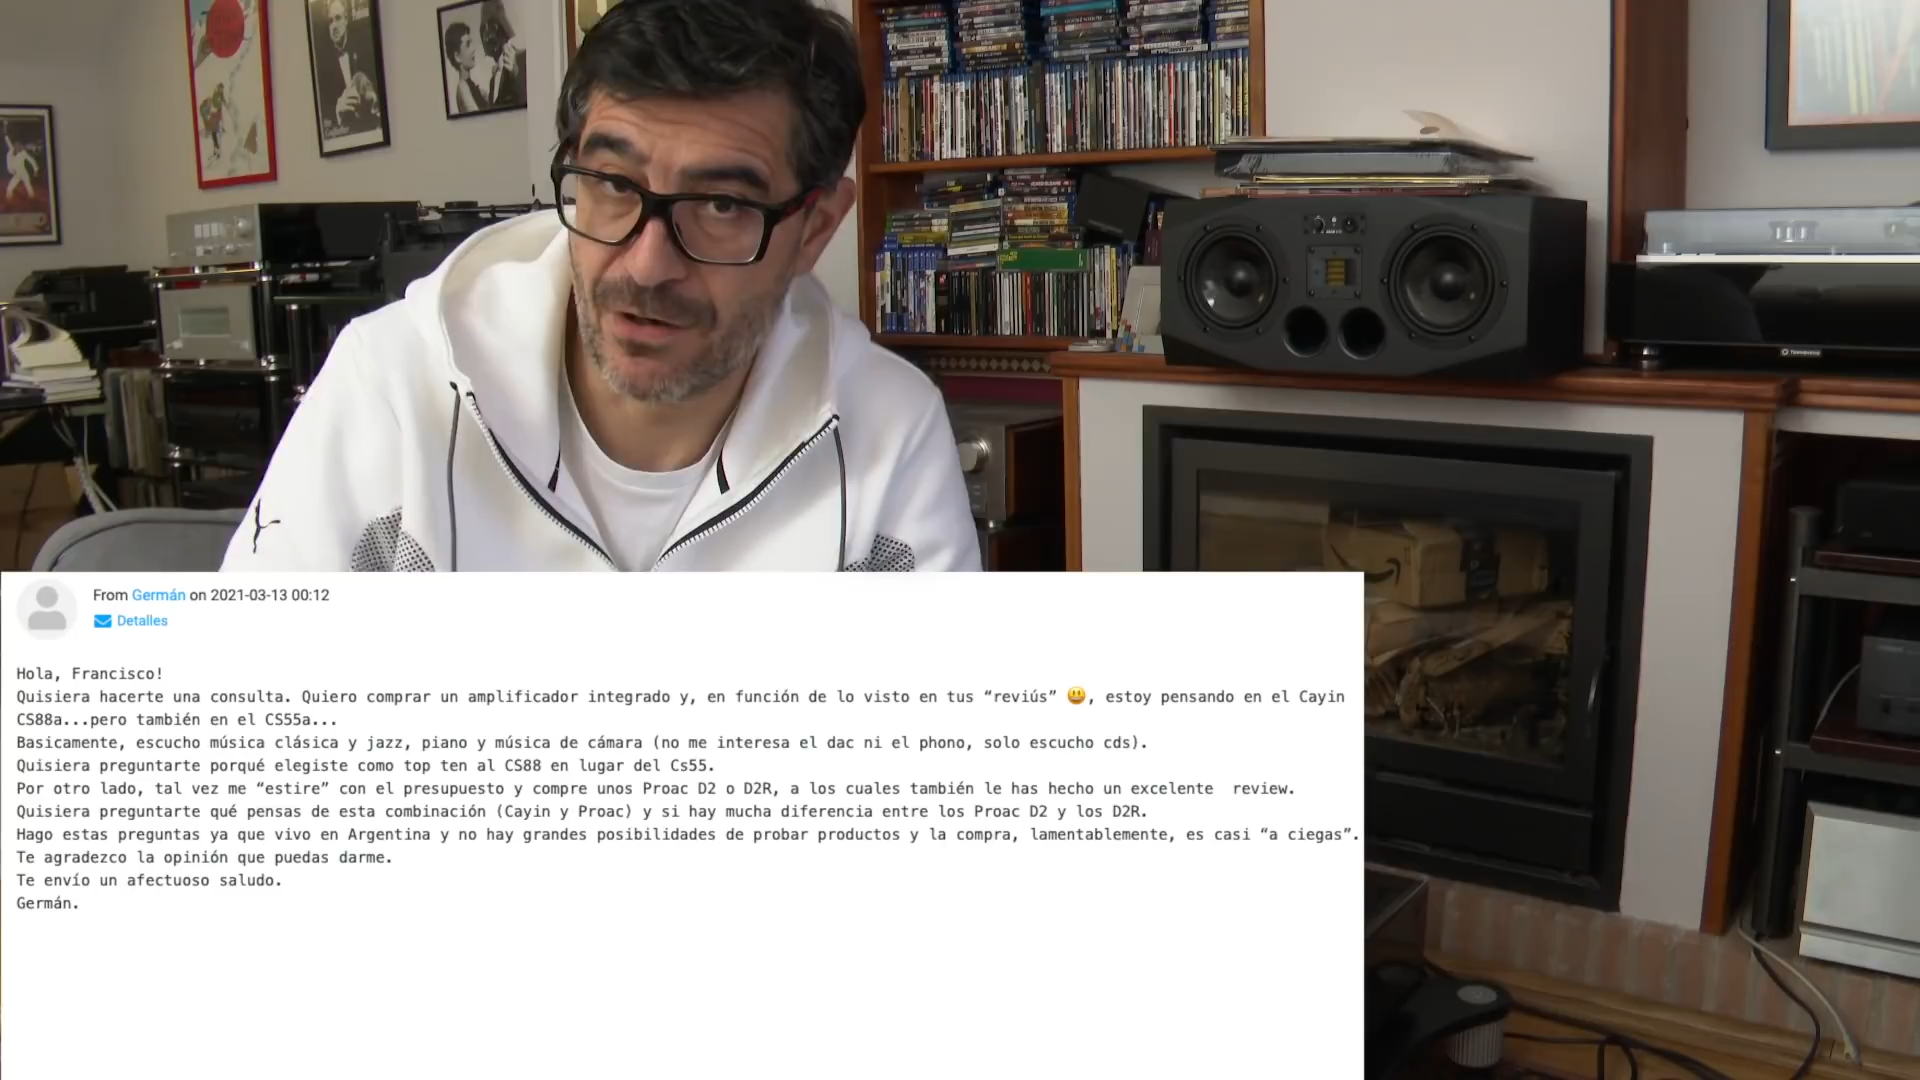 From Germán on 2021-03-13 00:12
Detalles
Hola, Francisco!
Quisiera hacerte una consulta. Quiero comprar un amplificador integrado y, en función de lo visto en tus “reviús” 😃, estoy pensando en el Cayin
CS88a...pero también en el CS55a...
Basicamente, escucho música clásica y jazz, piano y música de cámara (no me interesa el dac ni el phono, solo escucho cds).
Quisiera preguntarte porqué elegiste como top ten al CS88 en lugar del Cs55.
Por otro lado, tal vez me “estire” con el presupuesto y compre unos Proac D2 o D2R, a los cuales también le has hecho un excelente  review.
Quisiera preguntarte qué pensas de esta combinación (Cayin y Proac) y si hay mucha diferencia entre los Proac D2 y los D2R.
Hago estas preguntas ya que vivo en Argentina y no hay grandes posibilidades de probar productos y la compra, lamentablemente, es casi “a ciegas”.
Te agradezco la opinión que puedas darme.
Te envío un afectuoso saludo.
Germán.